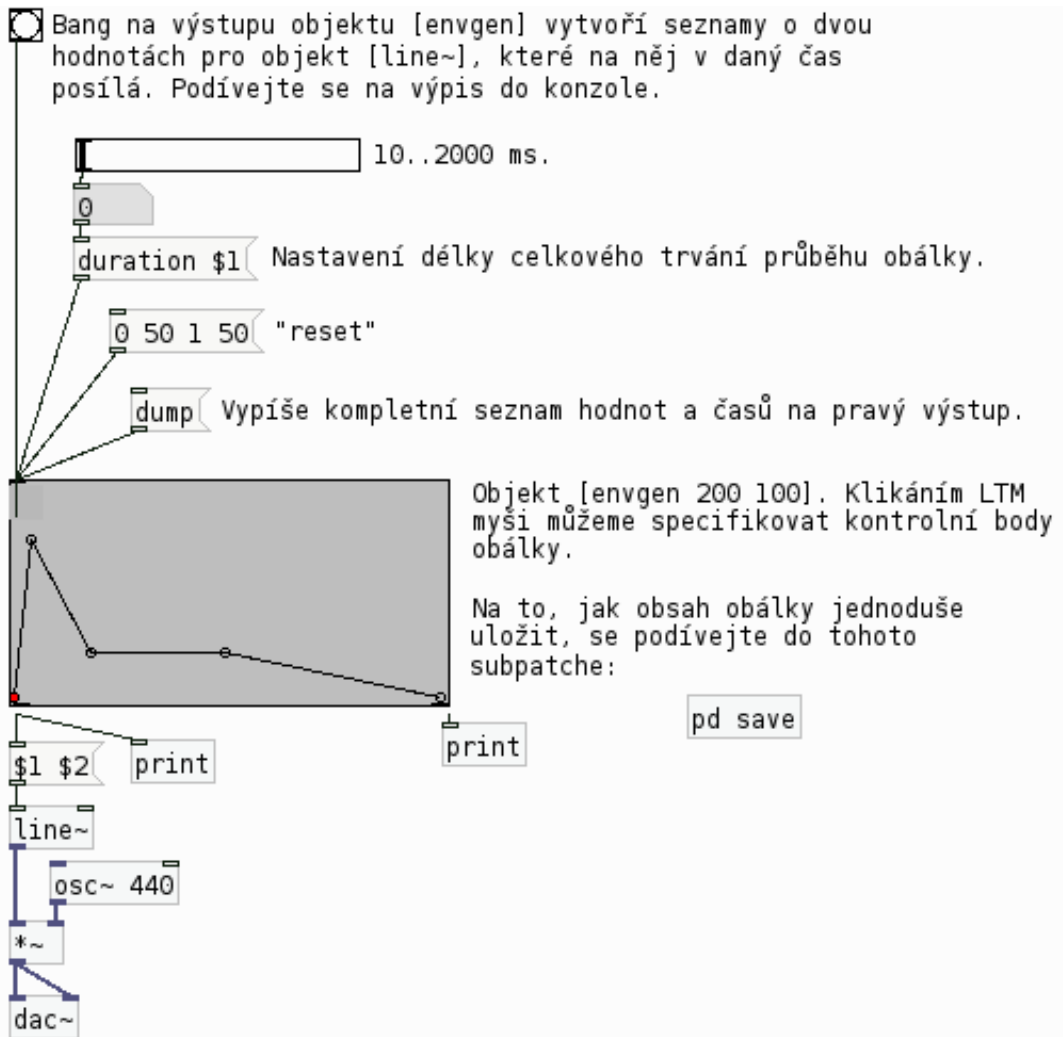 Bang na výstupu objektu [envgen] vytvoří seznamy o dvou
hodnotách pro objekt [line~], které na něj v daný čas
posílá. Podívejte se na výpis do konzole.
10..2000 ms.
0
duration $1
Nastavení délky celkového trvání průběhu obálky.
0 50 1 50
"reset"
dump
Vypíše kompletní seznam hodnot a časů na pravý výstup.
Objekt [envgen 200 100]. Klikáním LTM
myši můžeme specifikovat kontrolní body
obálky.
Na to, jak obsah obálky jednoduše
uložit, se podívejte do tohoto
subpatche:
pd save
$1 $2
print
print
line~
osc~ 440
*~
dac~